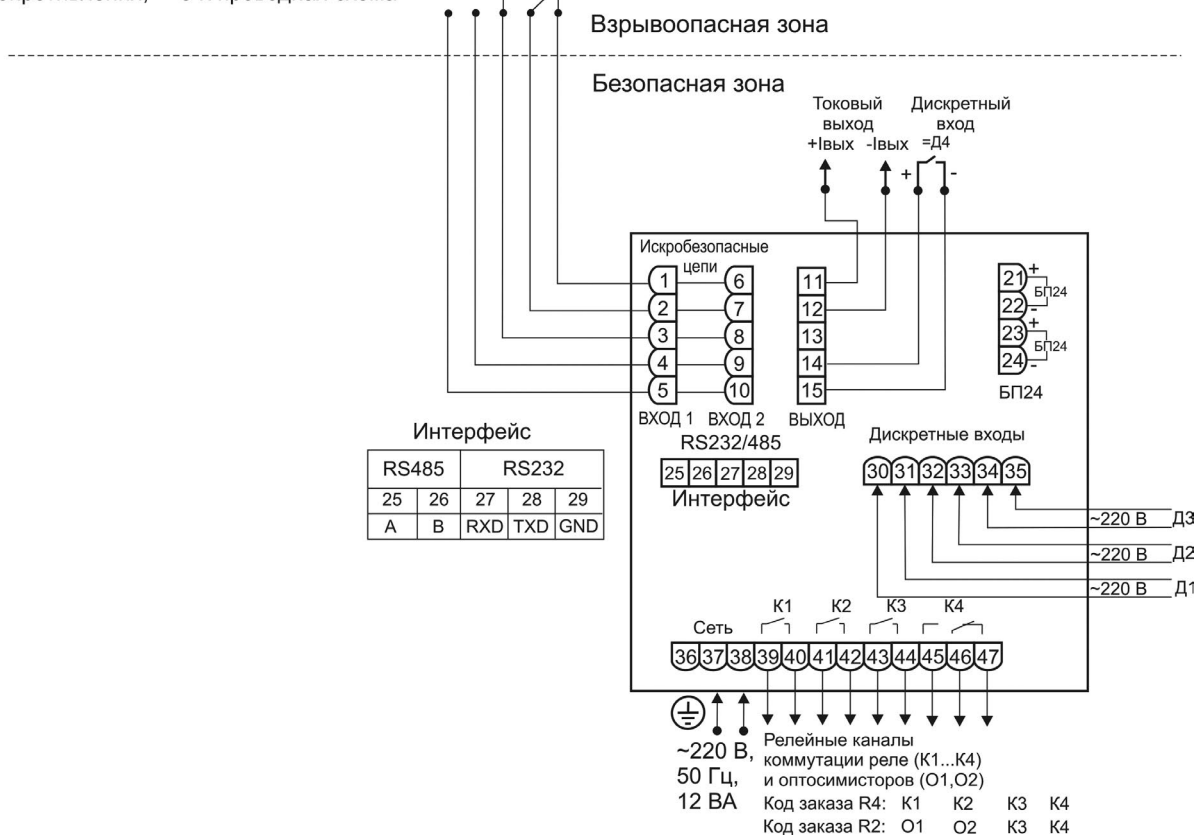 Взрывоопасная зона
Безопасная зона
Токовый выход
+Iвых -Iвых
Дискретный вход
=Д4
+ -
Искробезопасные цепи
1 6
2 7
3 8
4 9
5 10
ВХОД 1 ВХОД 2
11
12
13
14
15
ВЫХОД
21 + БП24
22 -
23 + БП24
24 -
БП24
Интерфейс
RS485 RS232
25 26 27 28 29
A B RXD TXD GND
RS232/485
25 26 27 28 29
Интерфейс
Дискретные входы
30 31 32 33 34 35
~220 В Д3
~220 В Д2
~220 В Д1
К1 К2 К3 К4
Сеть
36 37 38 39 40 41 42 43 44 45 46 47
~220 В,
50 Гц,
12 ВА
Релейные каналы
коммутации реле (К1...К4)
и оптосимисторов (О1,О2)
Код заказа R4: К1 К2 К3 К4
Код заказа R2: О1 О2 К3 К4